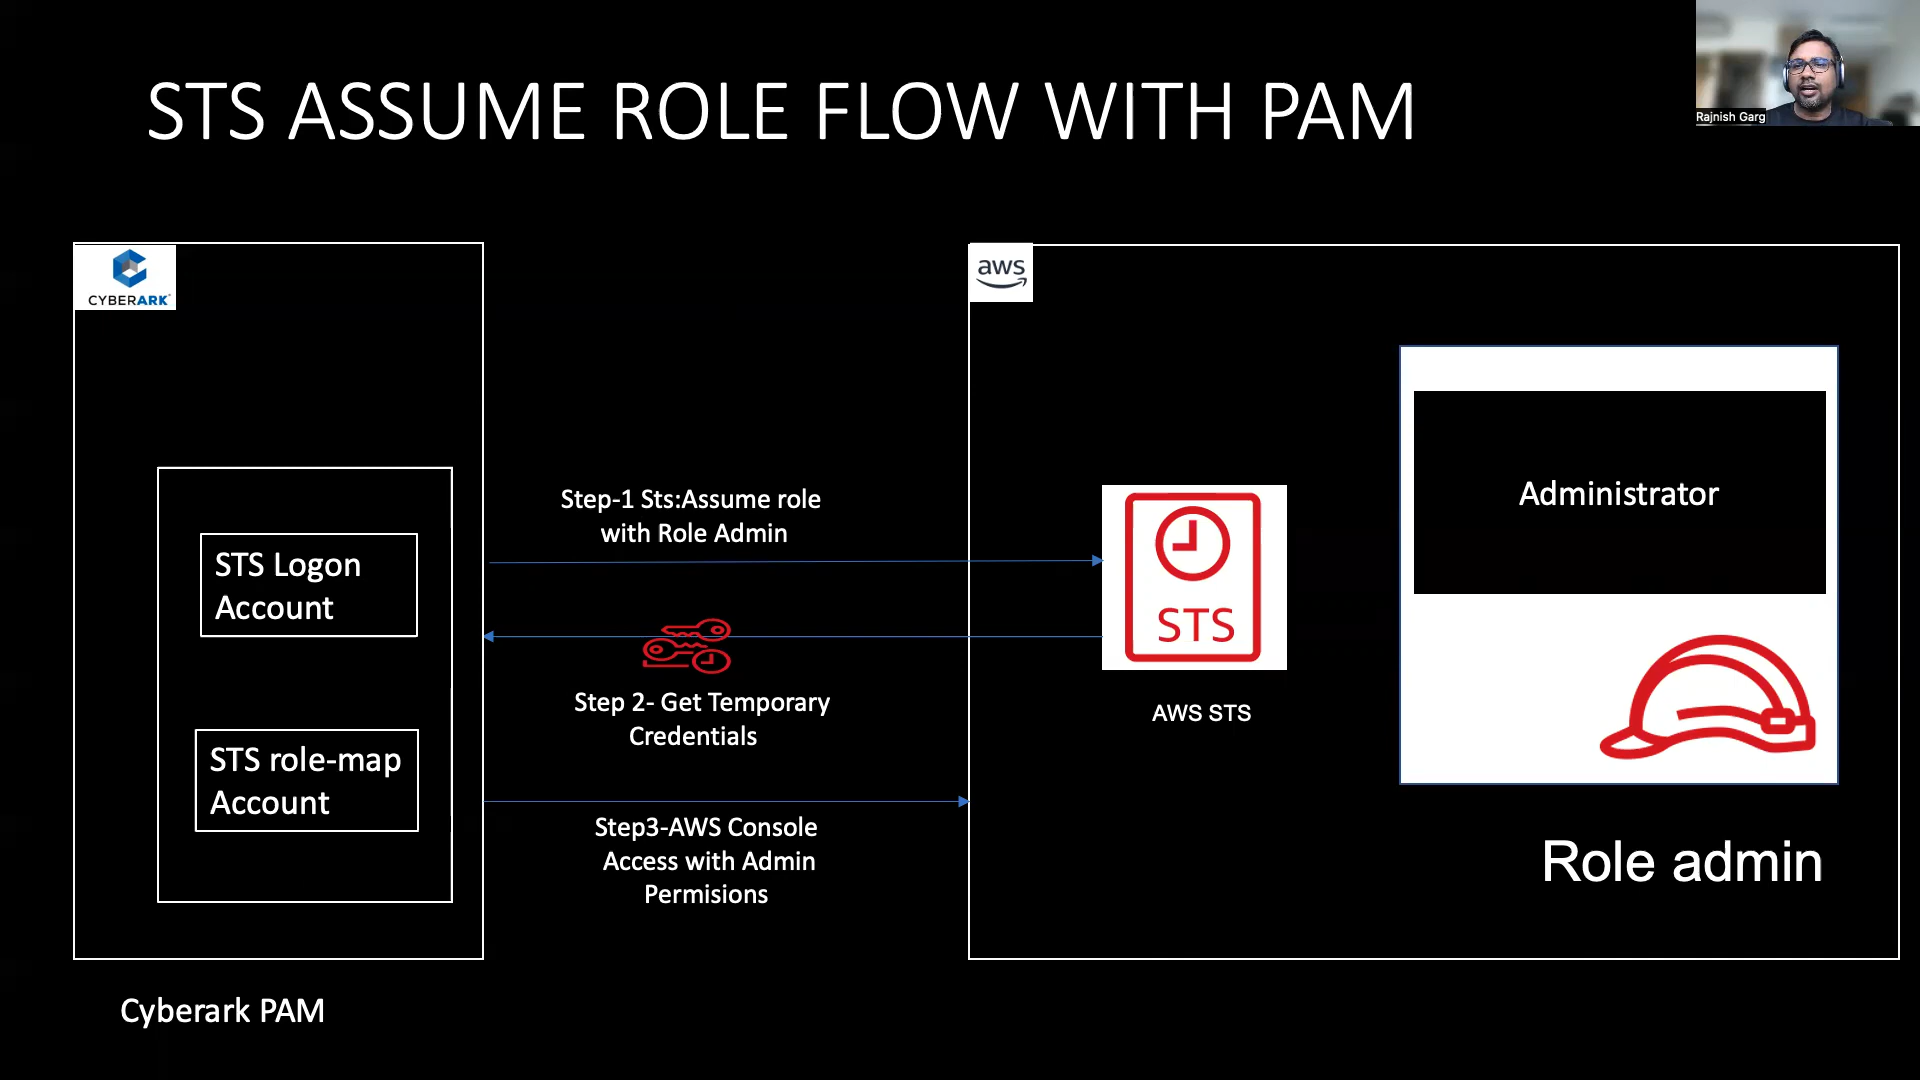 STS ASSUME ROLE FLOW WITH PAM
Rajnish Garg
CYBERARK
aws
Step-1 Sts:Assume role
with Role Admin
STS Logon
Account
STS
AWS STS
Administrator
Step 2- Get Temporary
Credentials
STS role-map
Account
Step3-AWS Console
Access with Admin
Permisions
Role admin
Cyberark PAM